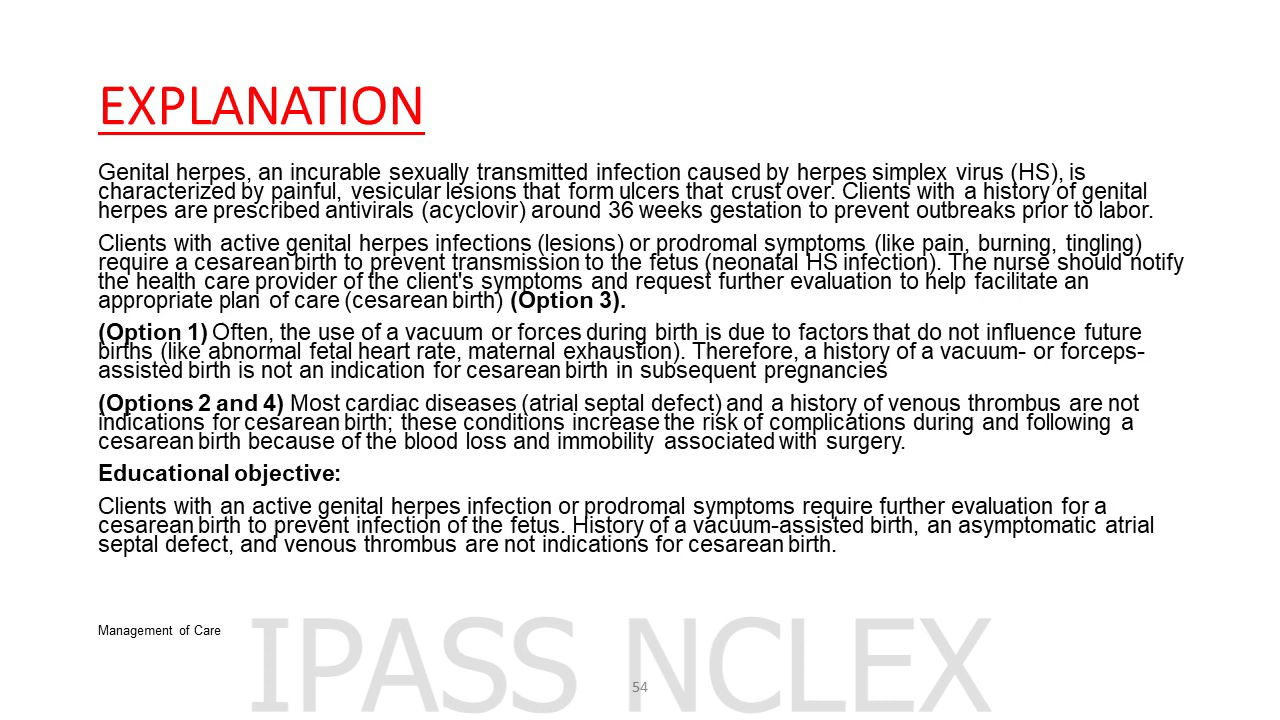 EXPLANATION
Genital herpes, an incurable sexually transmitted infection caused by herpes simplex virus (HS), is
characterized by painful, vesicular lesions that form ulcers that crust over. Clients with a history of genital
herpes are prescribed antivirals (acyclovir) around 36 weeks gestation to prevent outbreaks prior to labor.
Clients with active genital herpes infections (lesions) or prodromal symptoms (like pain, burning, tingling)
require a cesarean birth to prevent transmission to the fetus (neonatal HS infection). The nurse should notify
the health care provider of the client's symptoms and request further evaluation to help facilitate an
appropriate plan of care (cesarean birth) (Option 3).
(Option 1) Often, the use of a vacuum or forces during birth is due to factors that do not influence future
births (like abnormal fetal heart rate, maternal exhaustion). Therefore, a history of a vacuum- or forceps-
assisted birth is not an indication for cesarean birth in subsequent pregnancies
(Options 2 and 4) Most cardiac diseases (atrial septal defect) and a history of venous thrombus are not
indications for cesarean birth; these conditions increase the risk of complications during and following a
cesarean birth because of the blood loss and immobility associated with surgery.
Educational objective:
Clients with an active genital herpes infection or prodromal symptoms require further evaluation for a
cesarean birth to prevent infection of the fetus. History of a vacuum-assisted birth, an asymptomatic atrial
septal defect, and venous thrombus are not indications for cesarean birth.
Management of Care
IPASS NCLEX
54